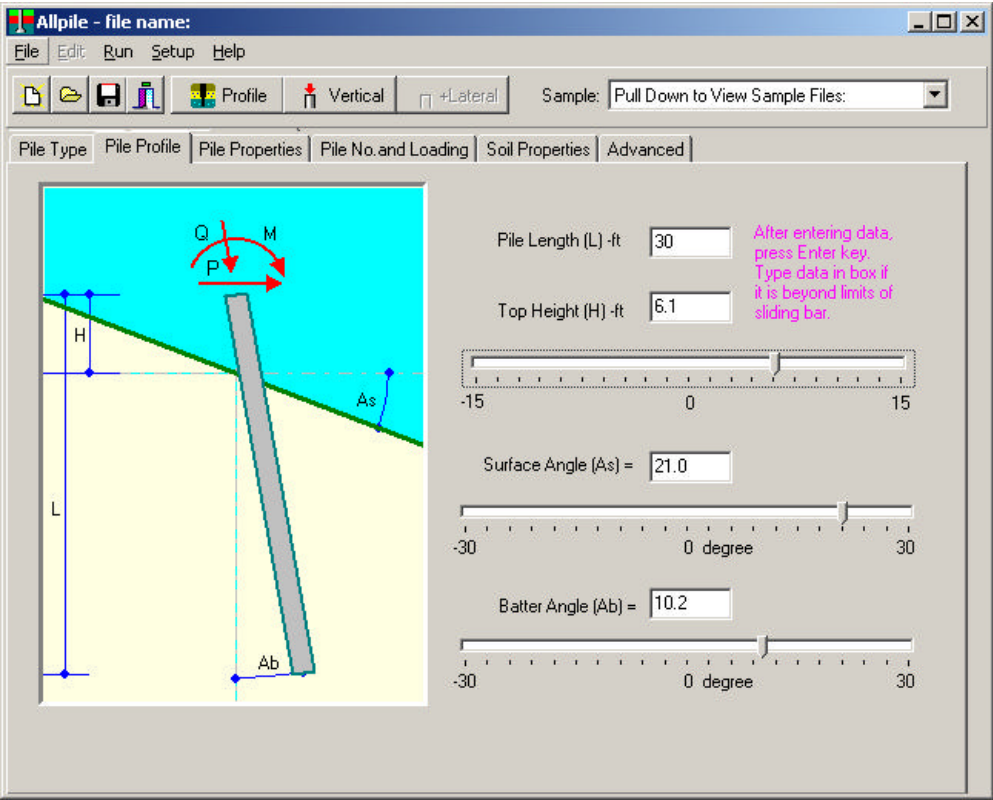 Allpile - file name:
File Edit Run Setup Help
Profile Vertical +Lateral Sample: Pull Down to View Sample Files:
Pile Type Pile Profile Pile Properties Pile No.and Loading Soil Properties Advanced
Q M
P
H
As
L
Ab
Pile Length (L) -ft 30
Top Height (H) -ft 6.1
After entering data,
press Enter key.
Type data in box if
it is beyond limits of
sliding bar.
-15 0 15
Surface Angle (As) = 21.0
-30 0 degree 30
Batter Angle (Ab) = 10.2
-30 0 degree 30